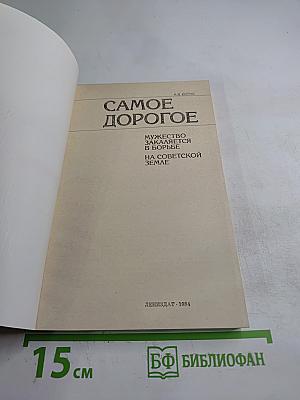 САМОЕ
ДОРОГОЕ
МУЖЕСТВО
ЗАКАЛЯЕТСЯ
В БОРЬБЕ
НА СОВЕТСКОЙ
ЗЕМЛЕ
ЛЕНИЗДАТ · 1984
15 см
БФ БИБЛИОФАН